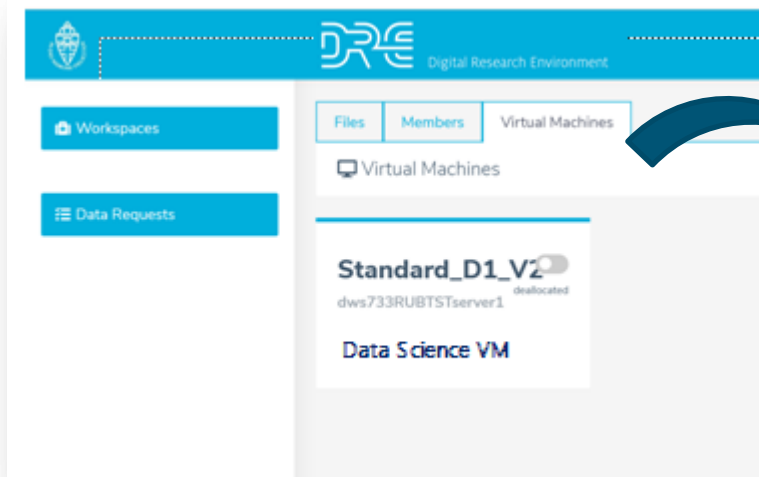 DRE Digital Research Environment
Workspaces
Data Requests
Files Members Virtual Machines
Virtual Machines
Standard_D1_V2
deallocated
dws733RUBTSTserver1
Data Science VM